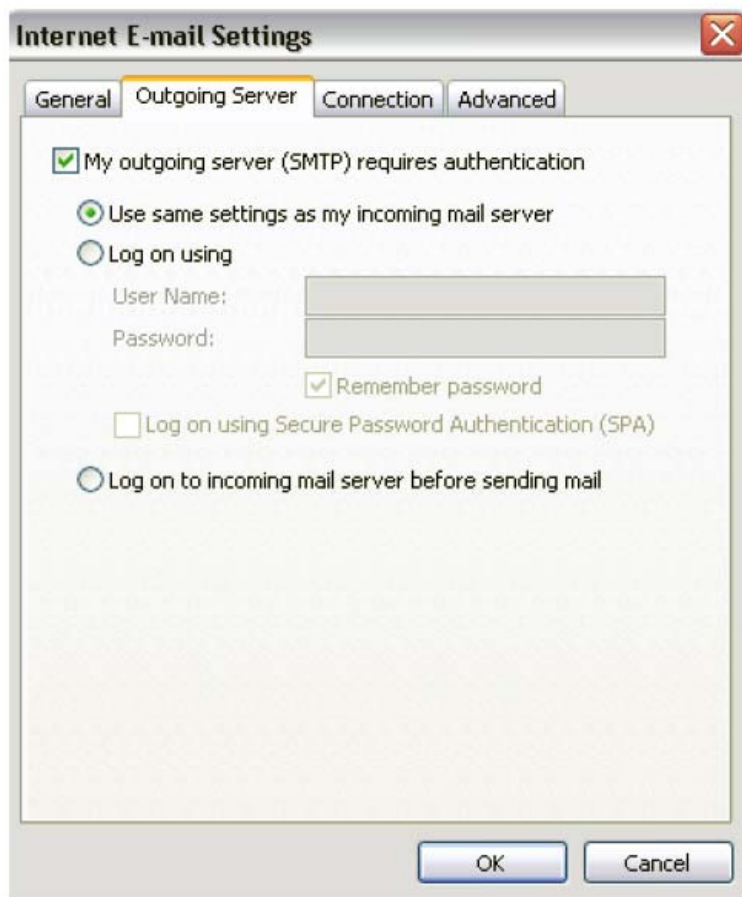 Internet E-mail Settings
General Outgoing Server Connection Advanced
My outgoing server (SMTP) requires authentication
Use same settings as my incoming mail server
Log on using
User Name:
Password:
Remember password
Log on using Secure Password Authentication (SPA)
Log on to incoming mail server before sending mail
OK Cancel